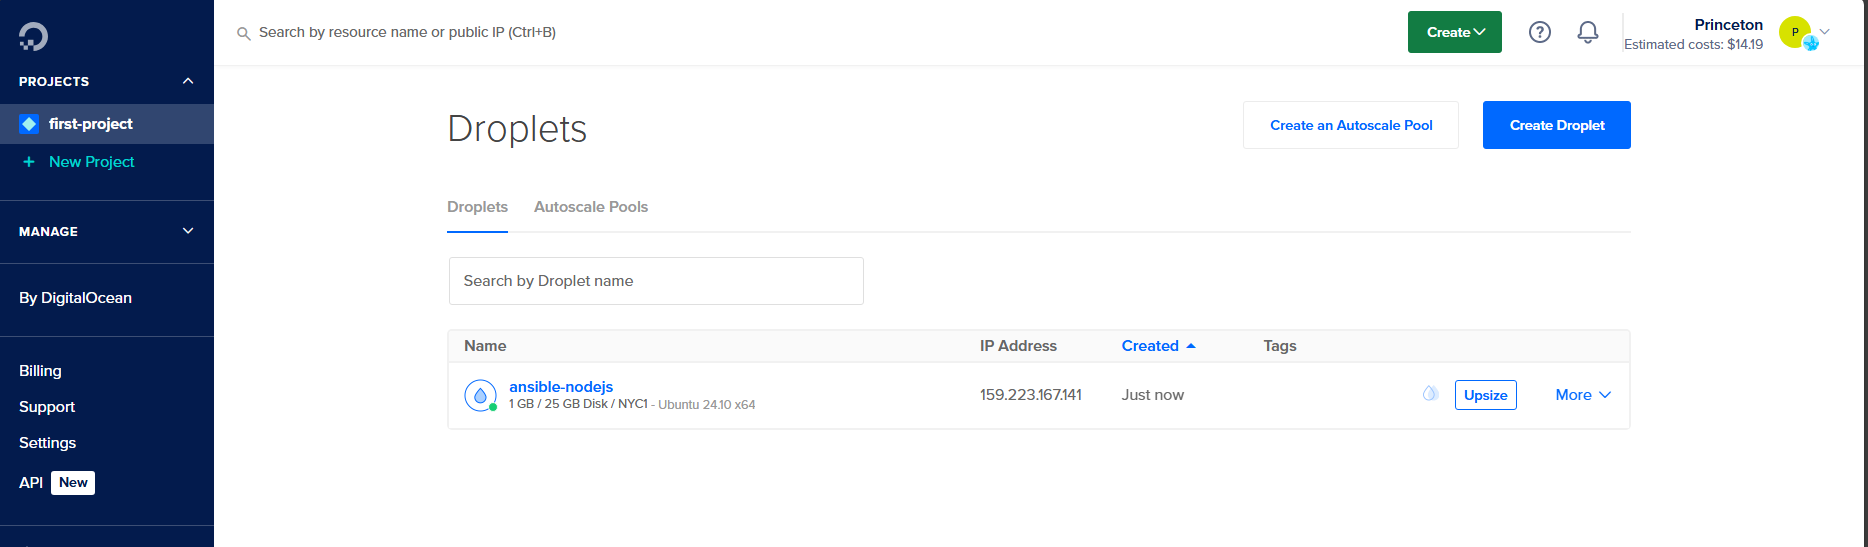 Search by resource name or public IP (Ctrl+B)
Create
Princeton
Estimated costs: $14.19
P
PROJECTS
first-project
+ New Project
MANAGE
By DigitalOcean
Billing
Support
Settings
API New
Droplets
Create an Autoscale Pool
Create Droplet
Droplets Autoscale Pools
Search by Droplet name
Name IP Address Created Tags
ansible-nodejs
1 GB / 25 GB Disk / NYC1 - Ubuntu 24.10 x64
159.223.167.141 Just now Upsize More